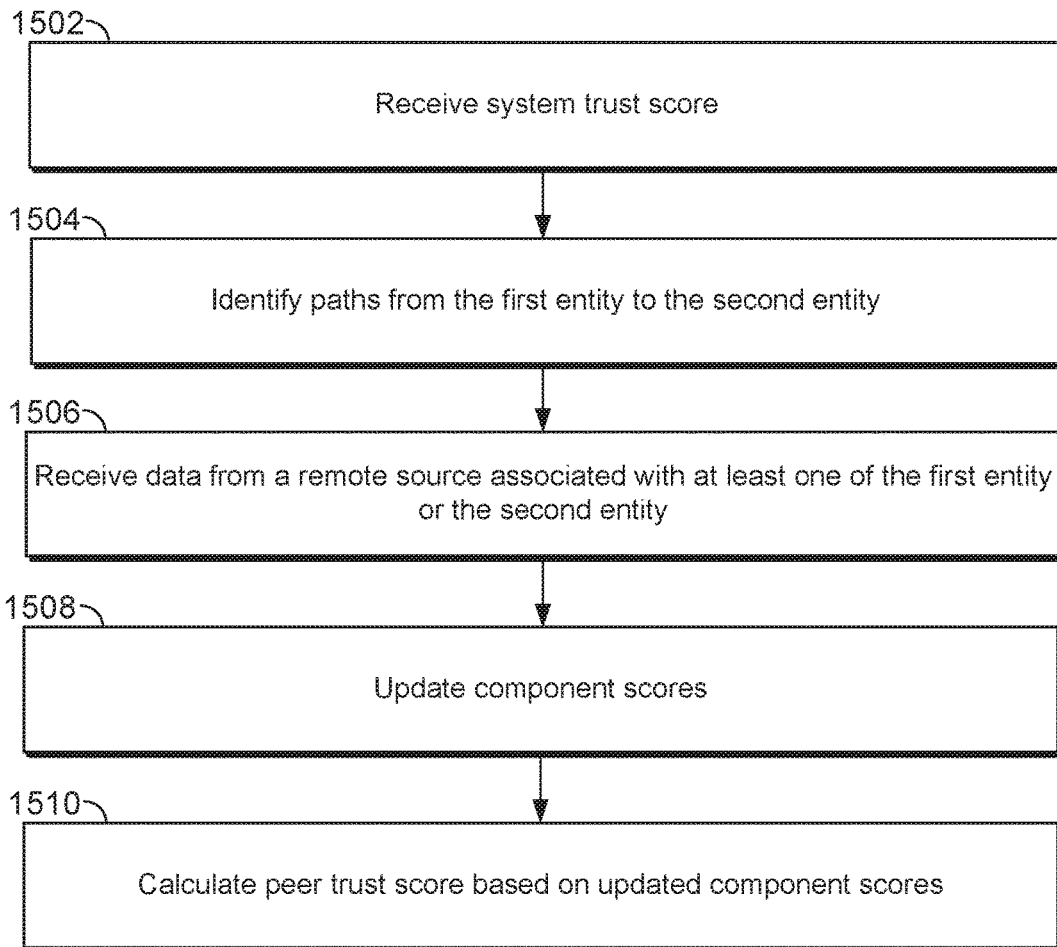 1502
Receive system trust score
1504
Identify paths from the first entity to the second entity
1506
Receive data from a remote source associated with at least one of the first entity
or the second entity
1508
Update component scores
1510
Calculate peer trust score based on updated component scores